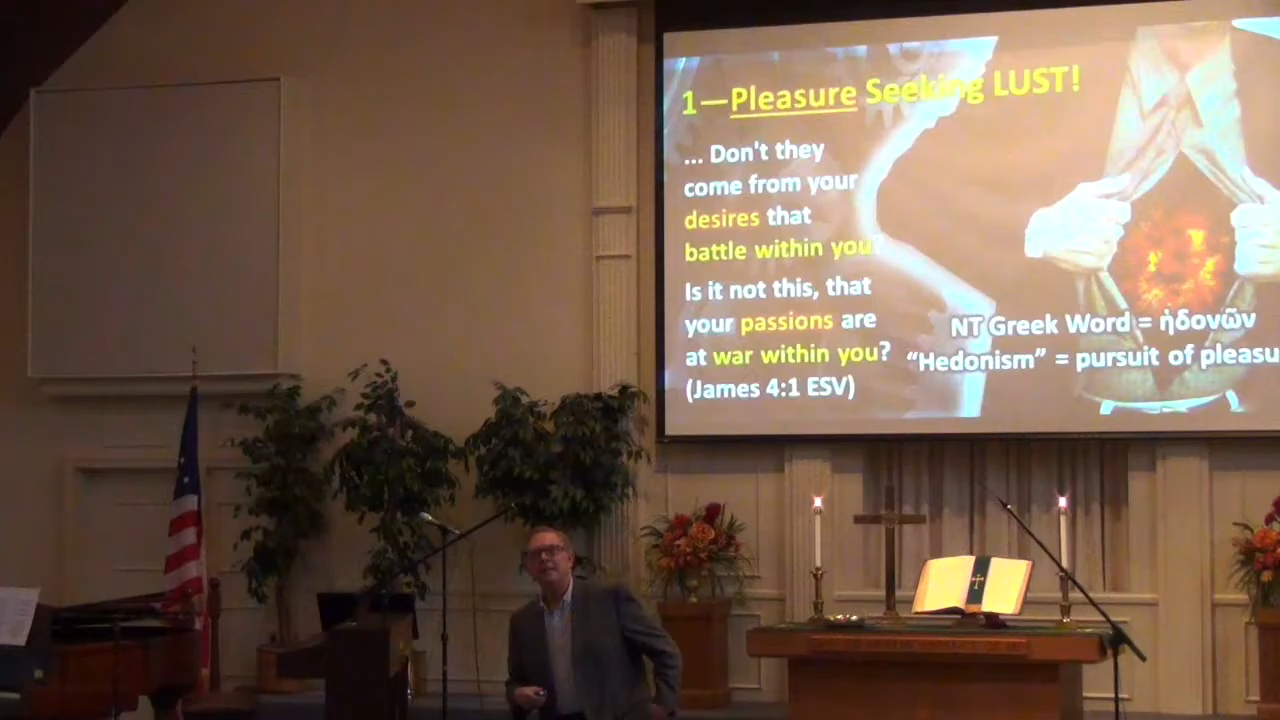 1—Pleasure Seeking LUST!
... Don't they
come from your
desires that
battle within you?
Is it not this, that
your passions are
at war within you?
(James 4:1 ESV)
NT Greek Word = ἡδονῶν
“Hedonism” = pursuit of pleasu